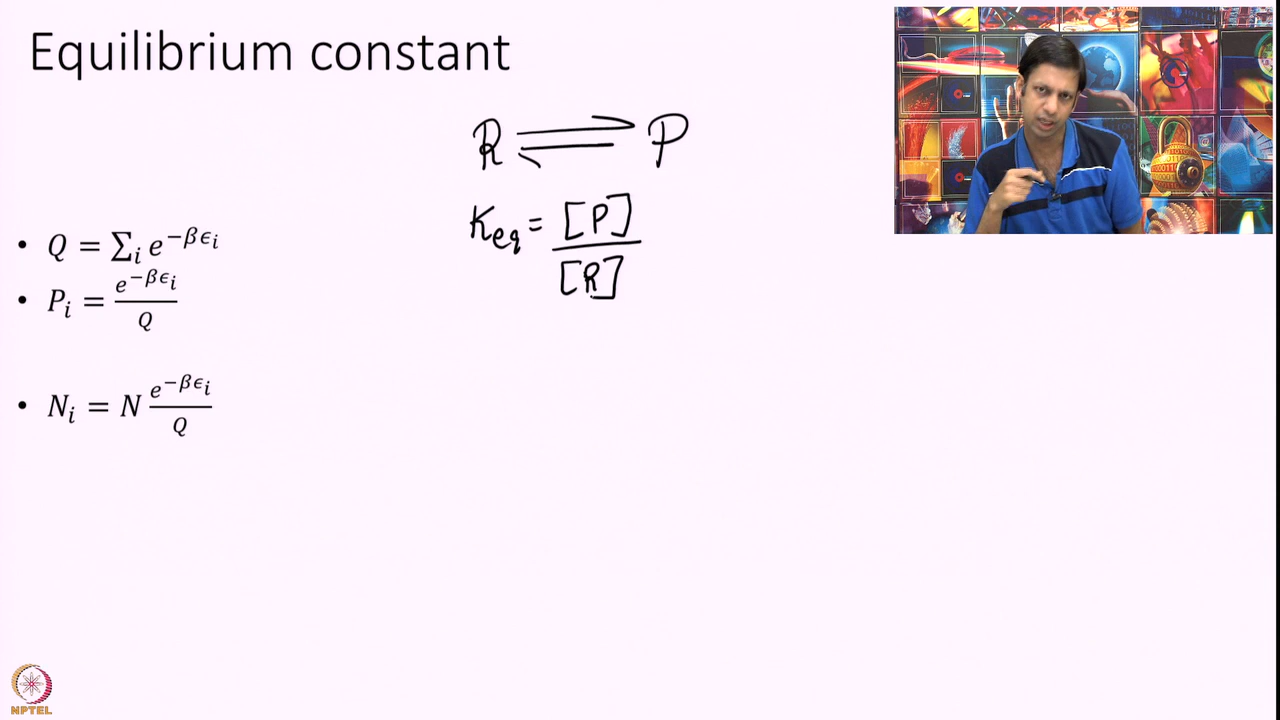 Equilibrium constant
R ⇌ P
K_eq = [P] / [R]
• Q = ∑_i e^{-βϵ_i}
• P_i = e^{-βϵ_i} / Q
• N_i = N e^{-βϵ_i} / Q
NPTEL